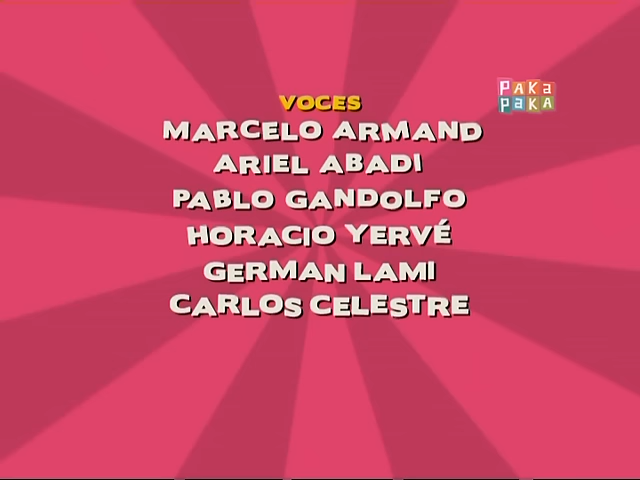 VOCES
PAKA
PAKA
MARCELO ARMAND
ARIEL ABADI
PABLO GANDOLFO
HORACIO YERVÉ
GERMAN LAMI
CARLOS CELESTRE